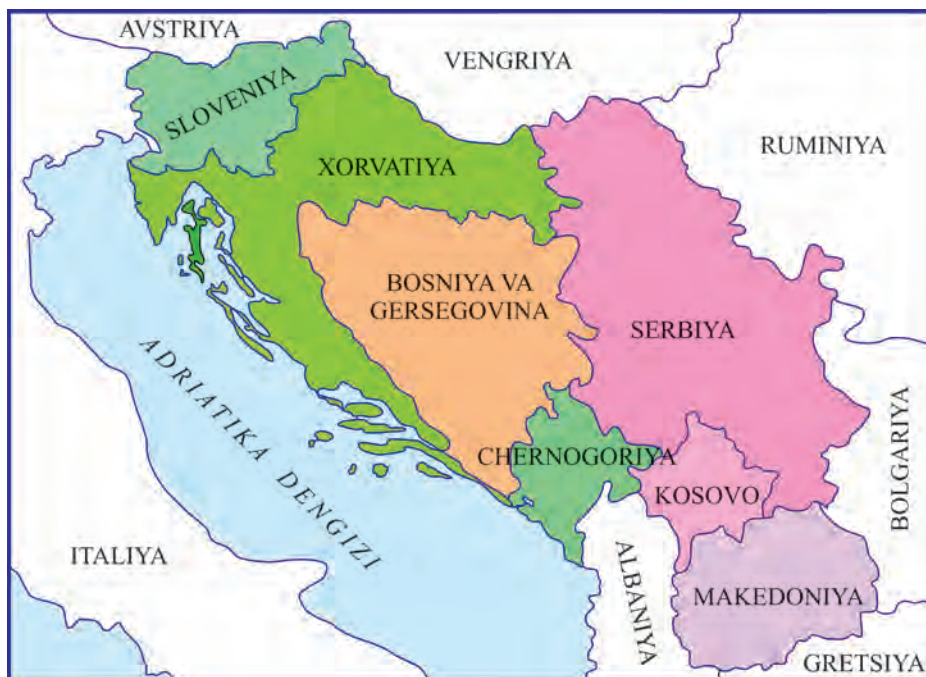 AVSTRIYA
VENGRIYA
SLOVENIYA
RUMINIYA
XORVATIYA
BOSNIYA VA
GERSEGOVINA
SERBIYA
ADRIATIKA DENGIZI
CHERNOGORIYA
KOSOVO
BOLGARIYA
ITALIYA
ALBANIYA
MAKEDONIYA
GRETSIYA